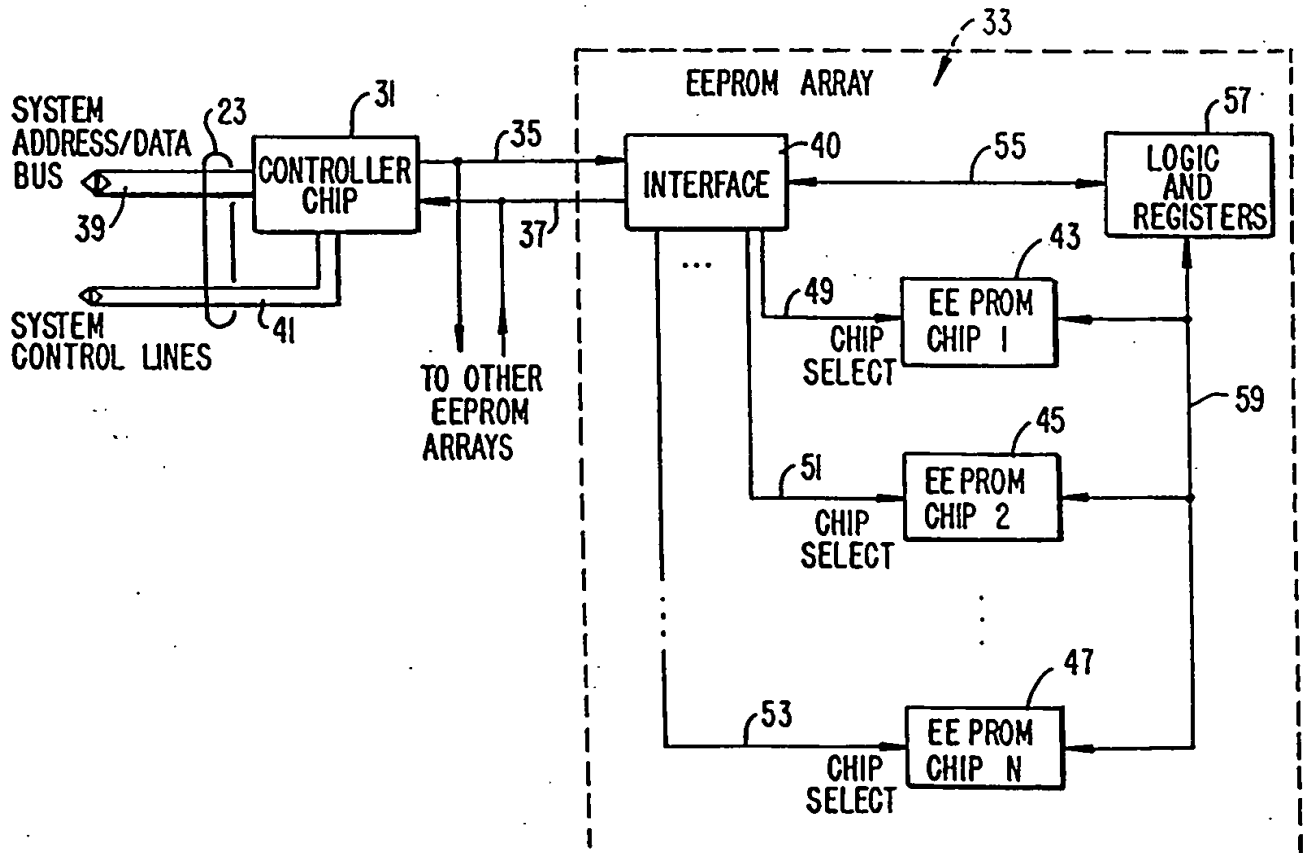 33
EEPROM ARRAY
SYSTEM
ADDRESS/DATA
BUS
23
31
CONTROLLER
CHIP
39
41
SYSTEM
CONTROL LINES
35
37
TO OTHER
EEPROM
ARRAYS
40
INTERFACE
55
57
LOGIC
AND
REGISTERS
...
49
CHIP
SELECT
43
EE PROM
CHIP 1
59
51
CHIP
SELECT
45
EE PROM
CHIP 2
53
CHIP
SELECT
47
EE PROM
CHIP N